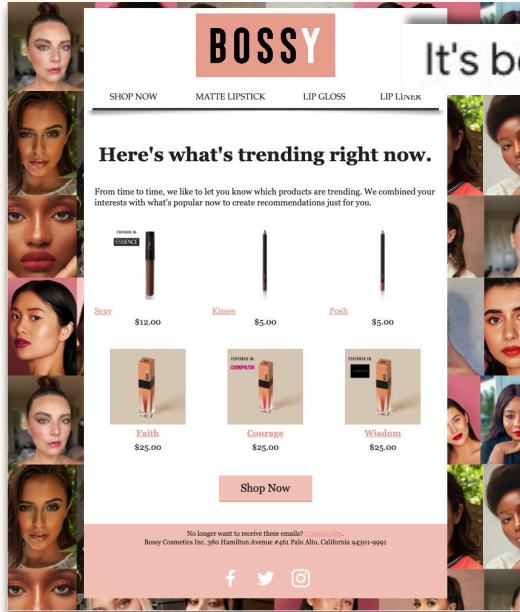 BOSSY
It's be
SHOP NOW MATTE LIPSTICK LIP GLOSS LIP LINER
Here's what's trending right now.
From time to time, we like to let you know which products are trending. We combined your
interests with what's popular now to create recommendations just for you.
FEATURED IN:
ESSENCE
Sexy Kisses Posh
$12.00 $5.00 $5.00
FEATURED IN: FEATURED IN:
COSMOPOLITAN
Faith Courage Wisdom
$25.00 $25.00 $25.00
Shop Now
No longer want to receive these emails? Unsubscribe.
Bossy Cosmetics Inc. 380 Hamilton Avenue #461 Palo Alto, California 94301-9991